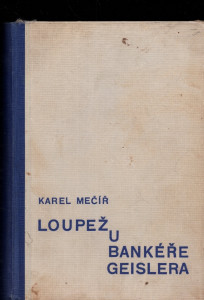 KAREL MEČÍŘ
LOUPEŽ
U
BANKÉŘE
GEISLERA